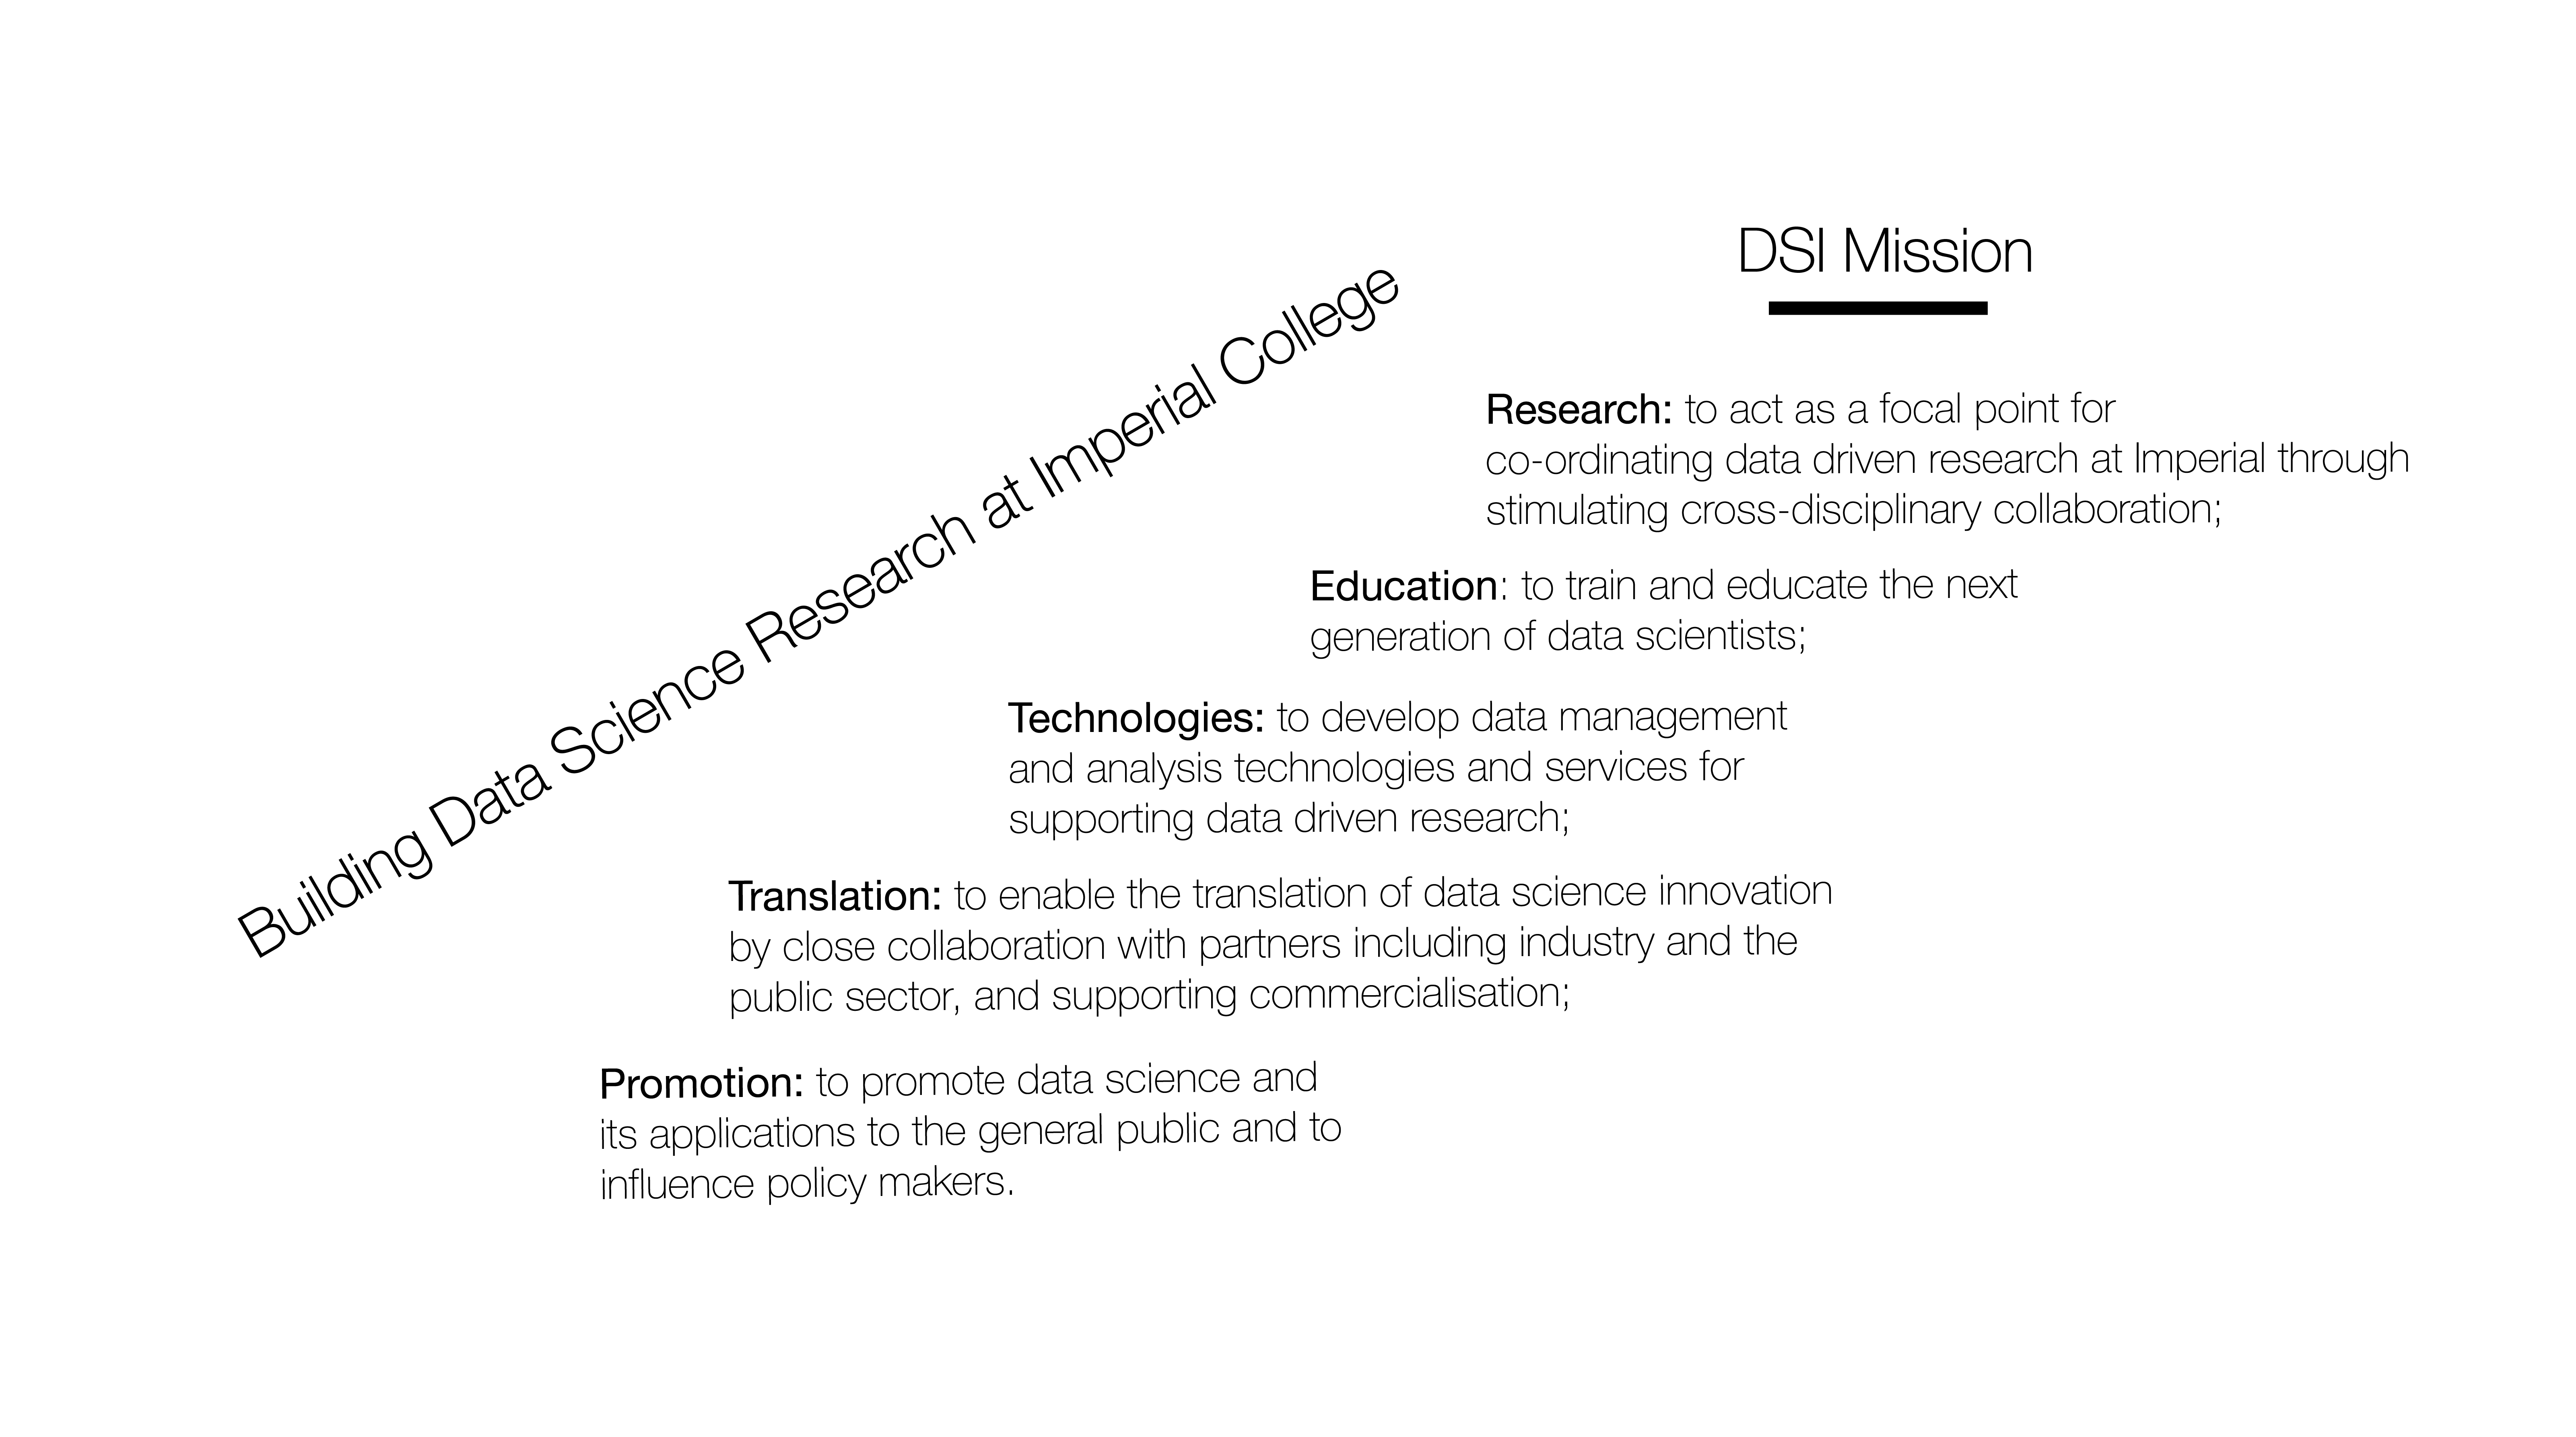 Building Data Science Research at Imperial College
DSI Mission
Research: to act as a focal point for
co-ordinating data driven research at Imperial through
stimulating cross-disciplinary collaboration;
Education: to train and educate the next
generation of data scientists;
Technologies: to develop data management
and analysis technologies and services for
supporting data driven research;
Translation: to enable the translation of data science innovation
by close collaboration with partners including industry and the
public sector, and supporting commercialisation;
Promotion: to promote data science and
its applications to the general public and to
influence policy makers.